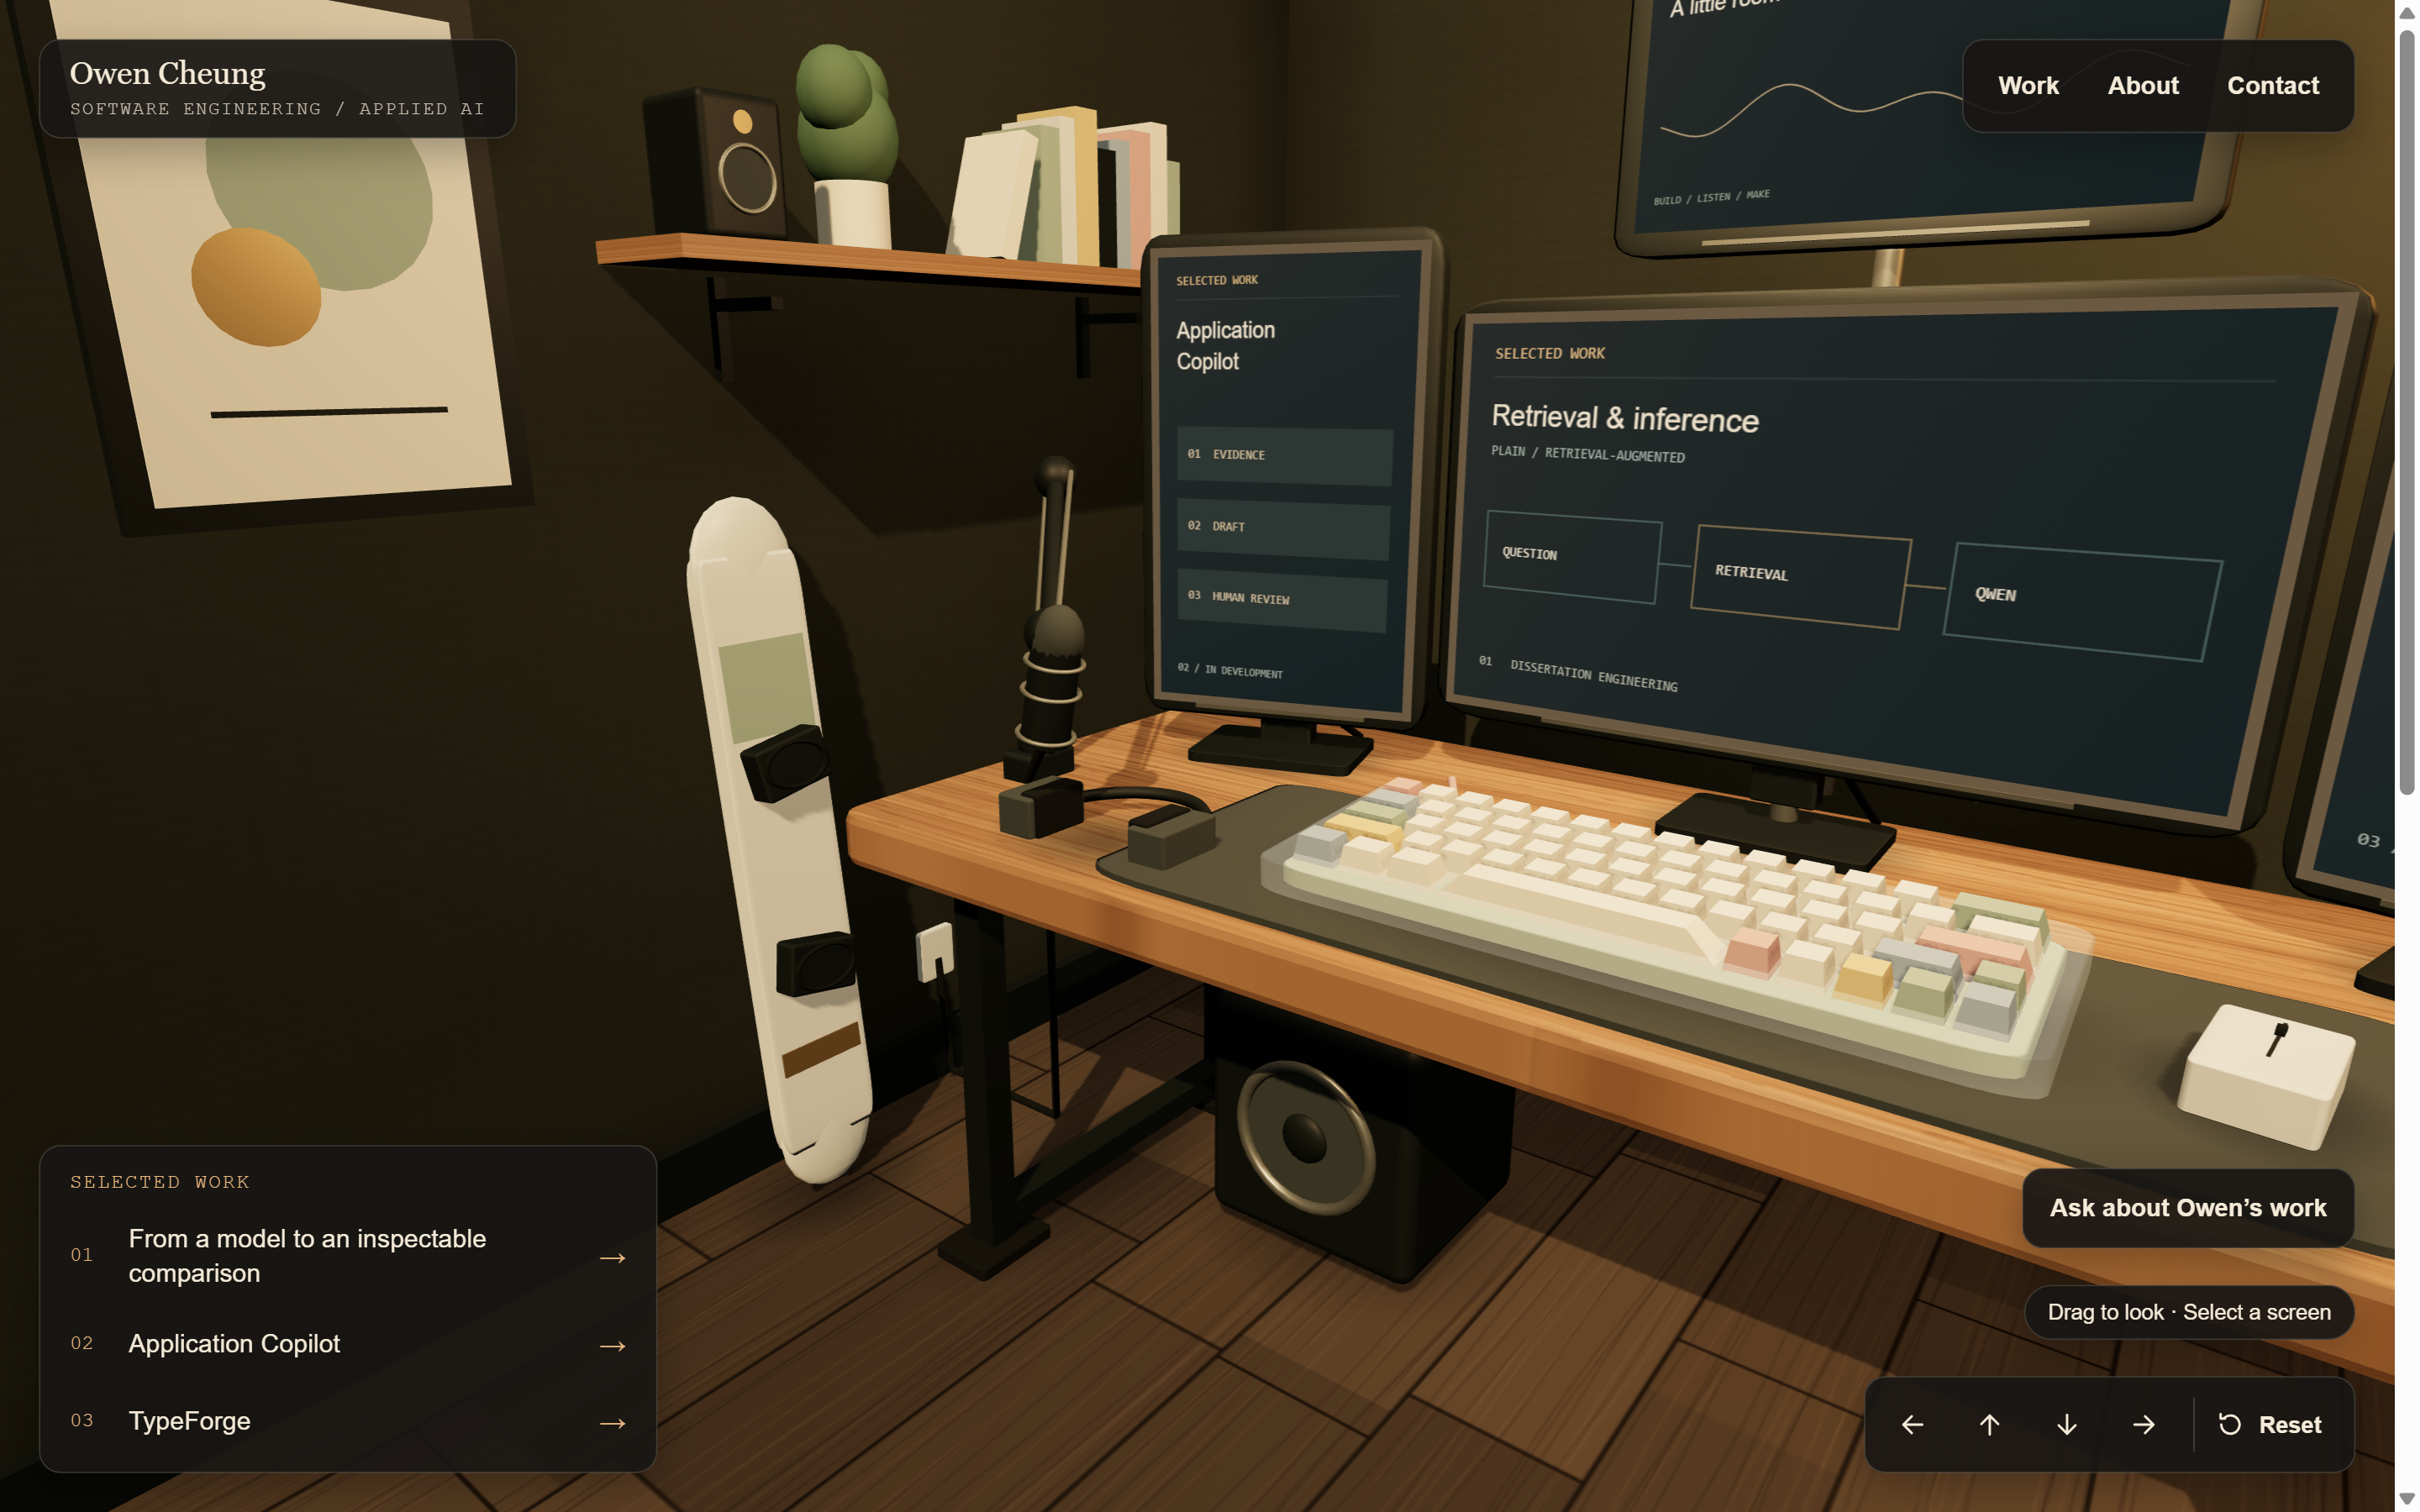 Owen Cheung
SOFTWARE ENGINEERING / APPLIED AI
Work
About
Contact
A little
BUILD / LISTEN / MAKE
SELECTED WORK
Application
Copilot
01 EVIDENCE
02 DRAFT
03 HUMAN REVIEW
02 / IN DEVELOPMENT
SELECTED WORK
Retrieval & inference
PLAIN / RETRIEVAL-AUGMENTED
QUESTION
RETRIEVAL
QWEN
01 DISSERTATION ENGINEERING
03 /
SELECTED WORK
01 From a model to an inspectable
comparison →
02 Application Copilot →
03 TypeForge →
Ask about Owen’s work
Drag to look · Select a screen
← ↑ ↓ → Reset